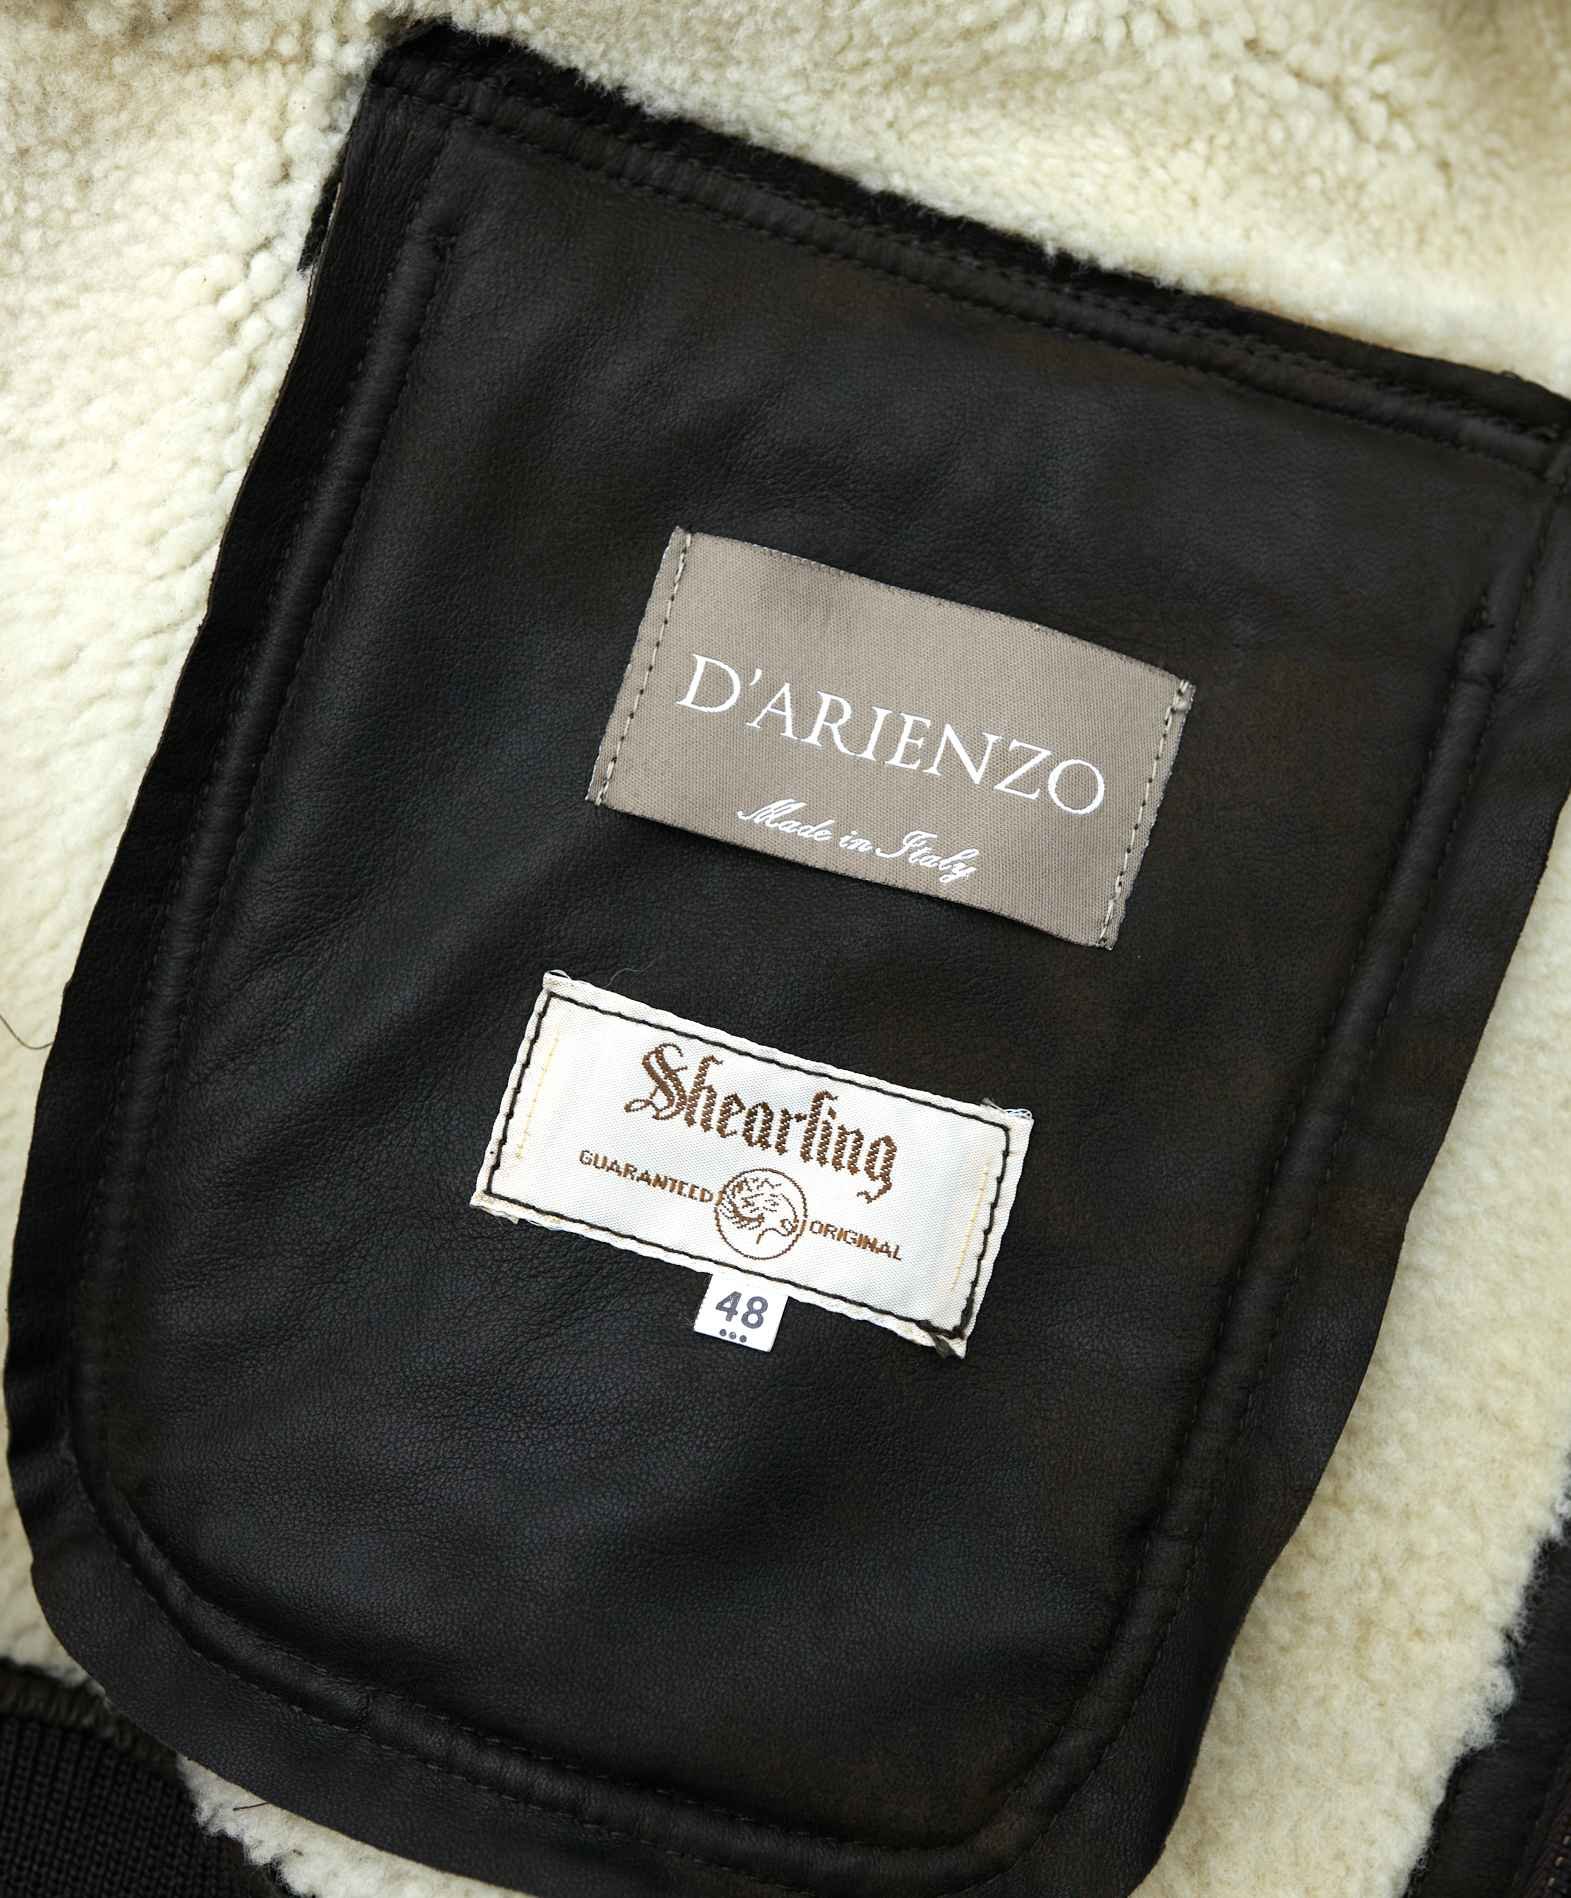 D'ARIENZO
Made in Italy
Shearling
GUARANTEED ORIGINAL
48